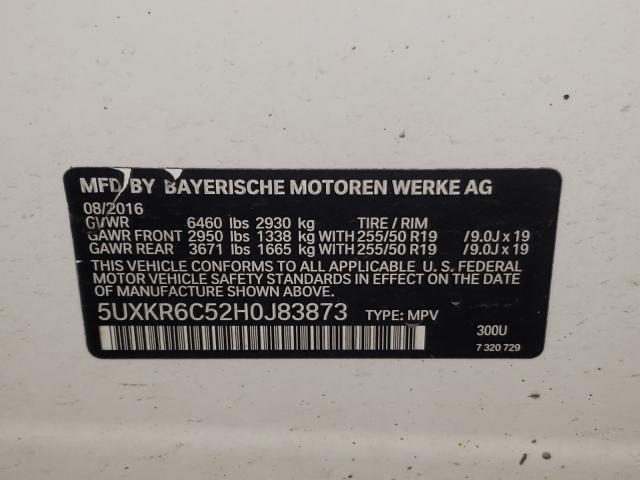 MFD BY BAYERISCHE MOTOREN WERKE AG
08/2016
GVWR 6460 lbs 2930 kg TIRE / RIM
GAWR FRONT 2950 lbs 1338 kg WITH 255/50 R19 /9.0J x 19
GAWR REAR 3671 lbs 1665 kg WITH 255/50 R19 /9.0J x 19
THIS VEHICLE CONFORMS TO ALL APPLICABLE U. S. FEDERAL
MOTOR VEHICLE SAFETY STANDARDS IN EFFECT ON THE DATE
OF MANUFACTURE SHOWN ABOVE.
5UXKR6C52H0J83873 TYPE: MPV
300U
7 320 729